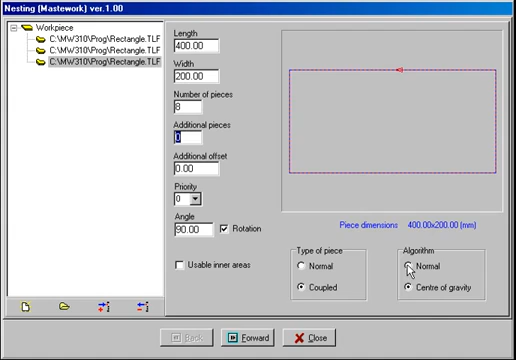 Nesting (Mastework) ver.1.00
Workpiece
C:\MW310\Prog\Rectangle.TLF
C:\MW310\Prog\Rectangle.TLF
C:\MW310\Prog\Rectangle.TLF
Length
400.00
Width
200.00
Number of pieces
8
Additional pieces
0
Additional offset
0.00
Priority
0
Angle
90.00
Rotation
Usable inner areas
Piece dimensions 400.00x200.00 (mm)
Type of piece
Normal
Coupled
Algorithm
Normal
Centre of gravity
Back
Forward
Close